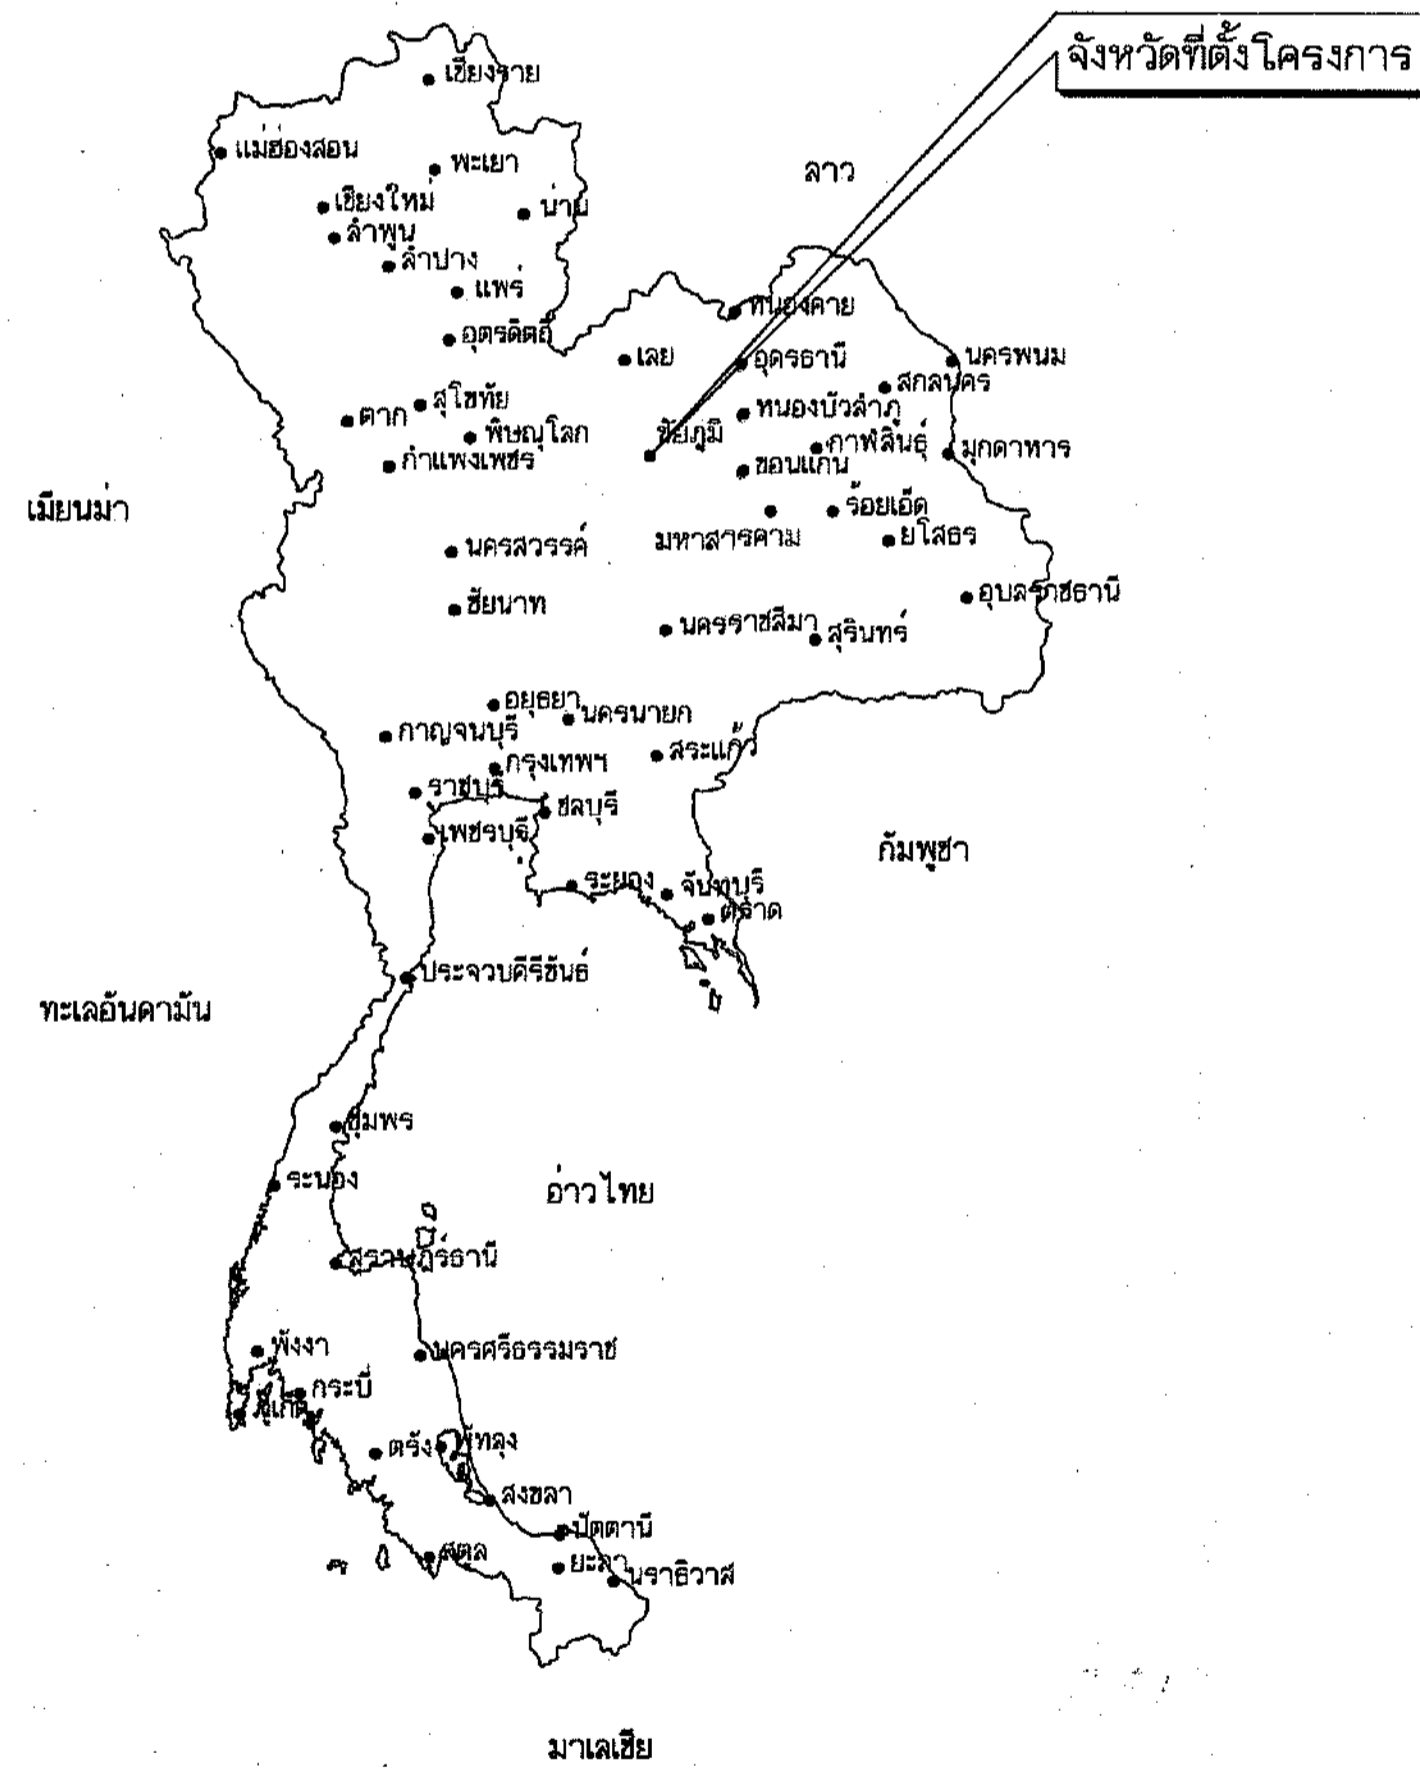 จังหวัดที่ตั้งโครงการ
เชียงราย
แม่ฮ่องสอน
พะเยา
ลาว
เชียงใหม่
น่าน
ลำพูน
ลำปาง
แพร่
หนองคาย
อุตรดิตถ์
เลย
อุดรธานี
นครพนม
สกลนคร
สุโขทัย
ตาก
หนองบัวลำภู
พิษณุโลก
ชัยภูมิ
กาฬสินธุ์
มุกดาหาร
กำแพงเพชร
ขอนแก่น
เมียนม่า
ร้อยเอ็ด
มหาสารคาม
ยโสธร
นครสวรรค์
อุบลราชธานี
ชัยนาท
นครราชสีมา
สุรินทร์
อยุธยา
นครนายก
กาญจนบุรี
สระแก้ว
กรุงเทพฯ
ราชบุรี
ชลบุรี
เพชรบุรี
กัมพูชา
ระยอง
จันทบุรี
ตราด
ประจวบคีรีขันธ์
ทะเลอันดามัน
ชุมพร
ระนอง
อ่าวไทย
สุราษฎร์ธานี
พังงา
นครศรีธรรมราช
กระบี่
ภูเก็ต
ตรัง
พัทลุง
สงขลา
ปัตตานี
สตูล
ยะลา
นราธิวาส
มาเลเซีย